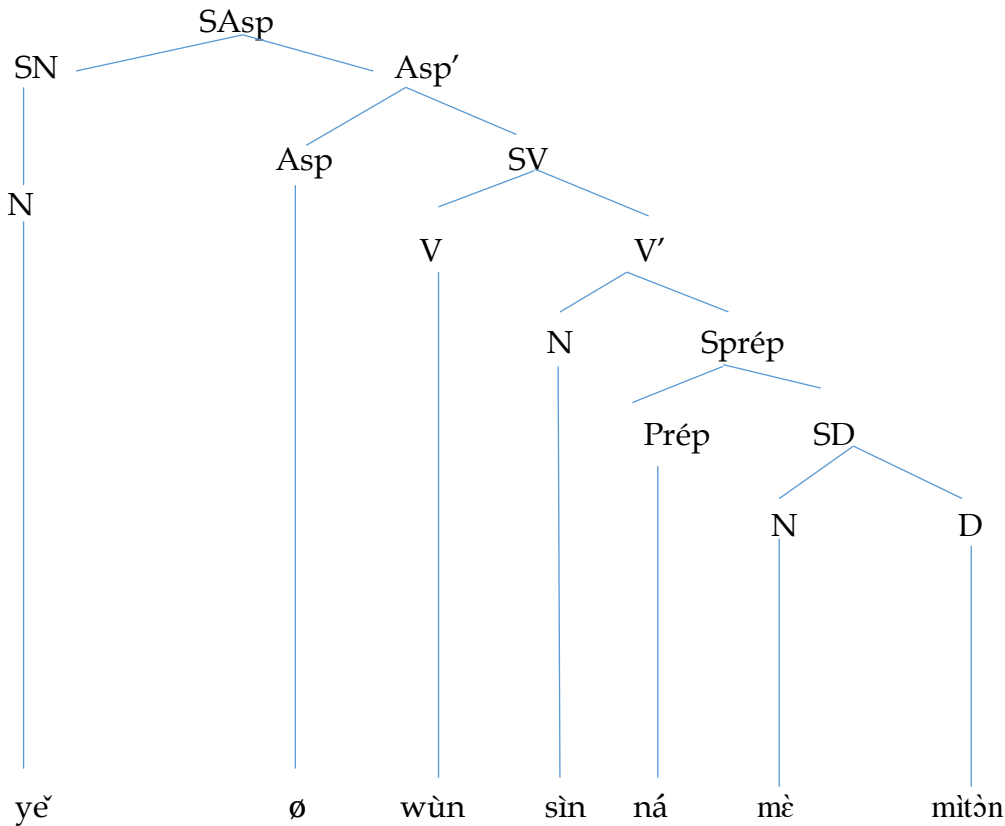 SAsp
SN Asp′
Asp SV
N
V V′
N Sprép
Prép SD
N D
yě ø wùn sìn ná mɛ̀ mìtɔ̀n